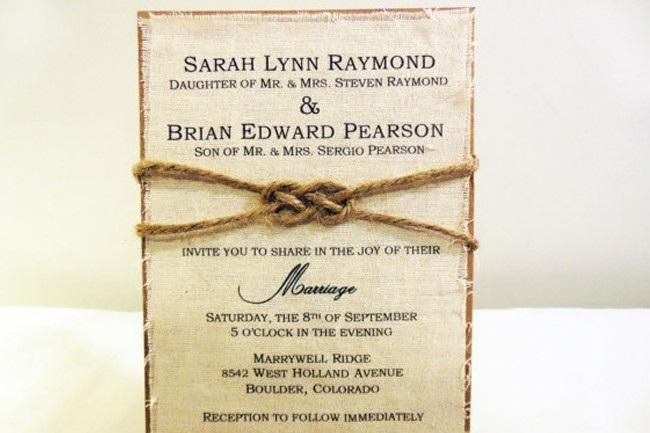 Sarah Lynn Raymond
Daughter of Mr. & Mrs. Steven Raymond
&
Brian Edward Pearson
Son of Mr. & Mrs. Sergio Pearson
invite you to share in the joy of their
Marriage
Saturday, the 8th of September
5 o'clock in the evening
Marrywell Ridge
8542 West Holland Avenue
Boulder, Colorado
Reception to follow immediately